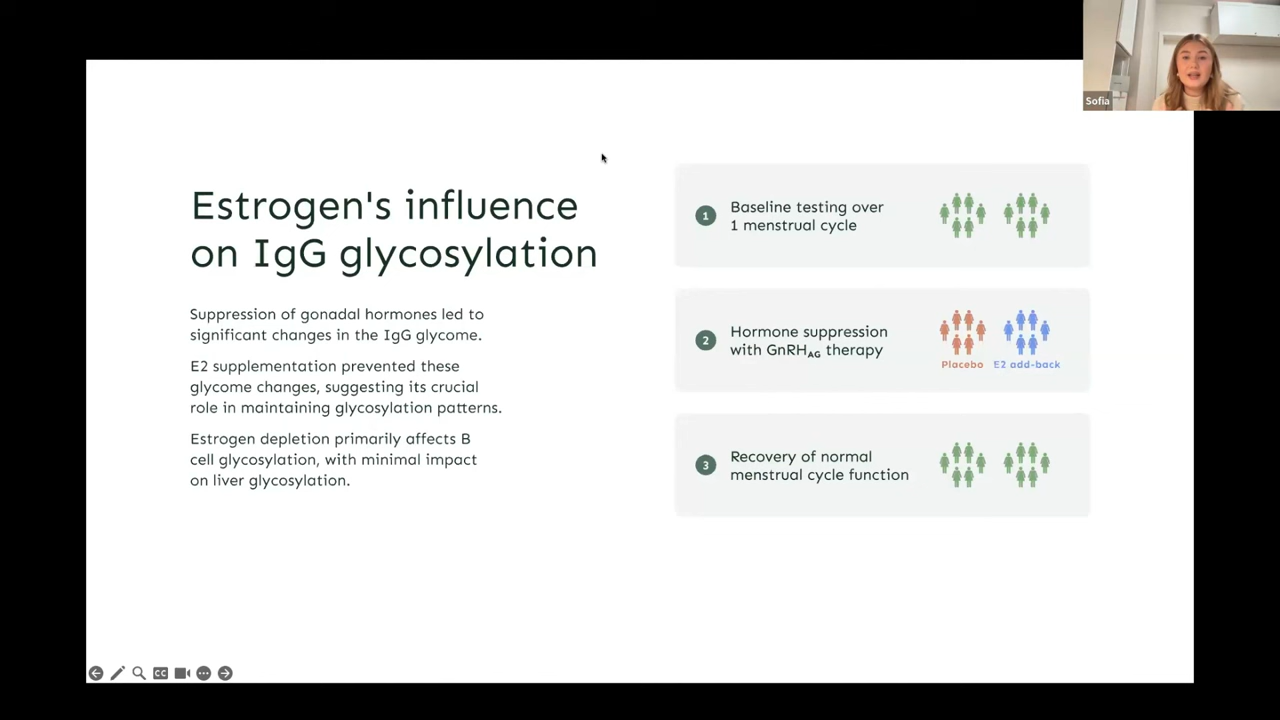 Sofia
Estrogen's influence
on IgG glycosylation
Suppression of gonadal hormones led to
significant changes in the IgG glycome.
E2 supplementation prevented these
glycome changes, suggesting its crucial
role in maintaining glycosylation patterns.
Estrogen depletion primarily affects B
cell glycosylation, with minimal impact
on liver glycosylation.
1
Baseline testing over
1 menstrual cycle
2
Hormone suppression
with GnRHAG therapy
Placebo E2 add-back
3
Recovery of normal
menstrual cycle function
CC